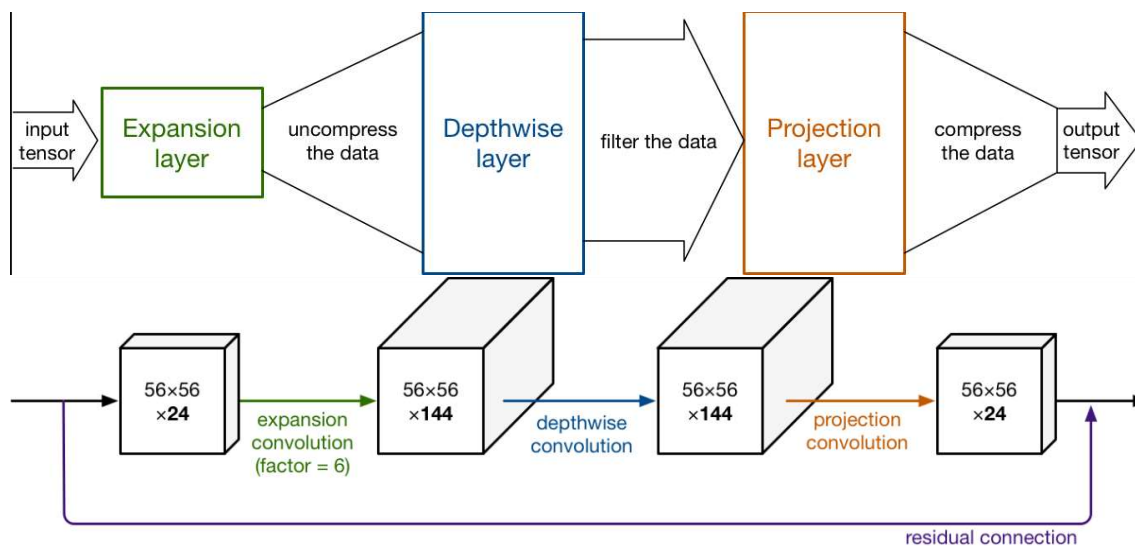 input
tensor
Expansion
layer
uncompress
the data
Depthwise
layer
filter the data
Projection
layer
compress
the data
output
tensor
56×56
×24
expansion
convolution
(factor = 6)
56×56
×144
depthwise
convolution
56×56
×144
projection
convolution
56×56
×24
residual connection